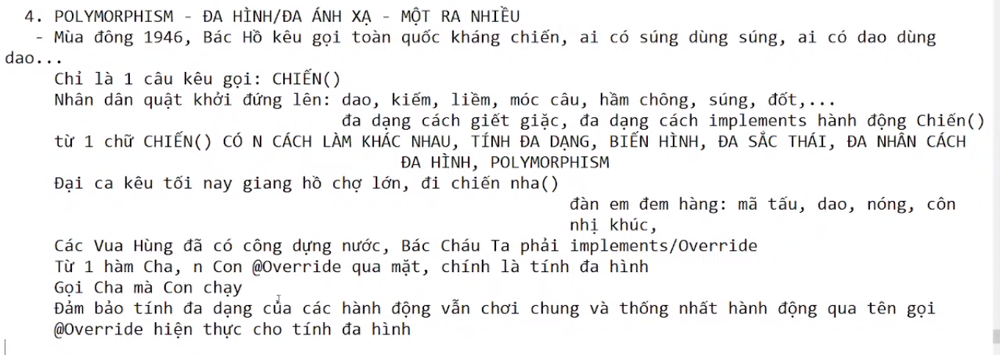 4. POLYMORPHISM - ĐA HÌNH/ĐA ÁNH XẠ - MỘT RA NHIỀU
- Mùa đông 1946, Bác Hồ kêu gọi toàn quốc kháng chiến, ai có súng dùng súng, ai có dao dùng
dao...
Chỉ là 1 câu kêu gọi: CHIẾN()
Nhân dân quật khởi đứng lên: dao, kiếm, liềm, móc câu, hầm chông, súng, đốt,...
đa dạng cách giết giặc, đa dạng cách implements hành động Chiến()
từ 1 chữ CHIẾN() CÓ N CÁCH LÀM KHÁC NHAU, TÍNH ĐA DẠNG, BIẾN HÌNH, ĐA SẮC THÁI, ĐA NHÂN CÁCH
ĐA HÌNH, POLYMORPHISM
Đại ca kêu tối nay giang hồ chợ lớn, đi chiến nha()
đàn em đem hàng: mã tấu, dao, nóng, côn
nhị khúc,
Các Vua Hùng đã có công dựng nước, Bác Cháu Ta phải implements/Override
Từ 1 hàm Cha, n Con @Override qua mặt, chính là tính đa hình
Gọi Cha mà Con chạy
Đảm bảo tính đa dạng của các hành động vẫn chơi chung và thống nhất hành động qua tên gọi
@Override hiện thực cho tính đa hình